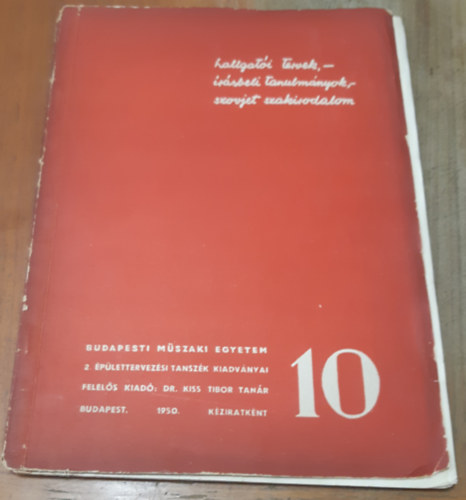 hallgatói tervek, —
írásbeli tanulmányok,-
szovjet szakirodalom
BUDAPESTI MŰSZAKI EGYETEM
2. ÉPÜLETTERVEZÉSI TANSZÉK KIADVÁNYAI
FELELŐS KIADÓ: DR. KISS TIBOR TANÁR
BUDAPEST. 1950. KÉZIRATKÉNT
10